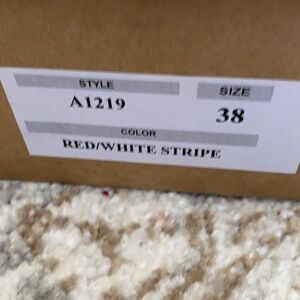 STYLE SIZE
A1219 38
COLOR
RED/WHITE STRIPE